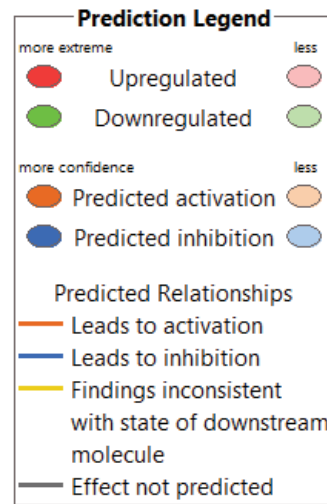 Prediction Legend
more extreme less
Upregulated
Downregulated
more confidence less
Predicted activation
Predicted inhibition
Predicted Relationships
Leads to activation
Leads to inhibition
Findings inconsistent
with state of downstream
molecule
Effect not predicted